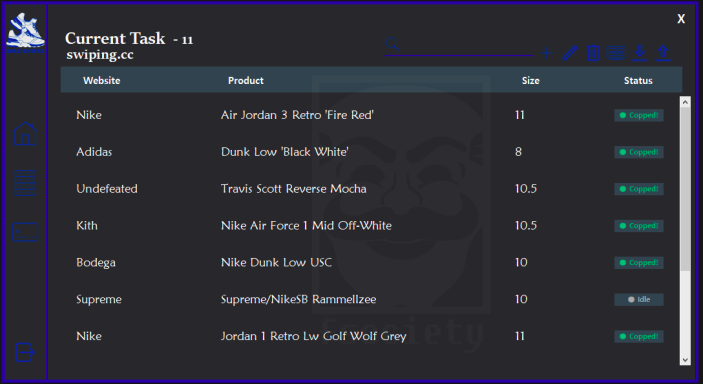 X
Current Task - 11
swiping.cc
Website Product Size Status
Nike Air Jordan 3 Retro 'Fire Red' 11 Copped!
Adidas Dunk Low 'Black White' 8 Copped!
Undefeated Travis Scott Reverse Mocha 10.5 Copped!
Kith Nike Air Force 1 Mid Off-White 10.5 Copped!
Bodega Nike Dunk Low USC 10 Copped!
Supreme Supreme/NikeSB Rammellzee 10 Idle
Nike Jordan 1 Retro Lw Golf Wolf Grey 11 Copped!